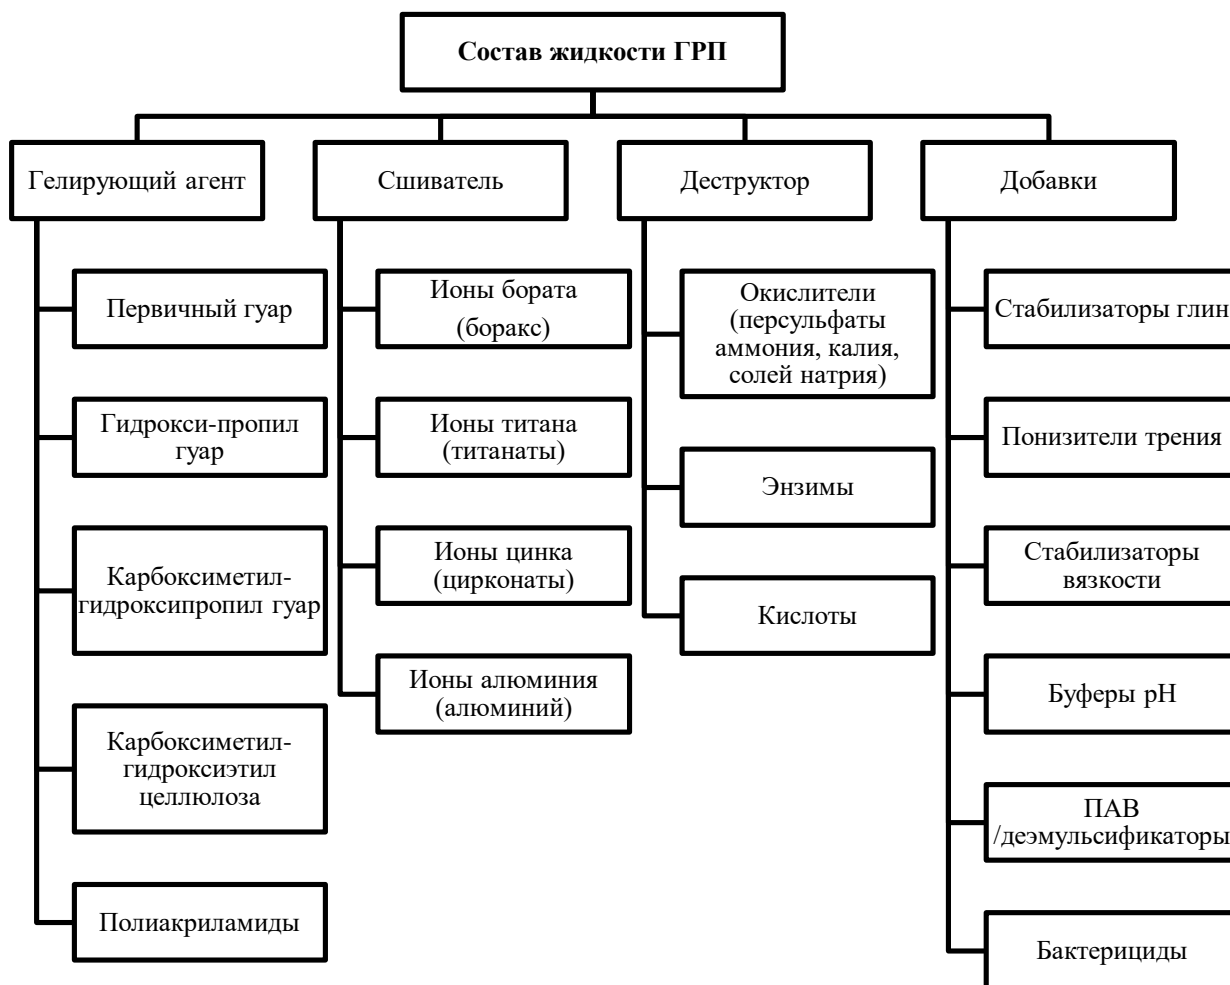 Состав жидкости ГРП
Гелирующий агент
Первичный гуар
Гидрокси-пропил
гуар
Карбоксиметил-
гидроксипропил гуар
Карбоксиметил-
гидроксиэтил
целлюлоза
Полиакриламиды
Сшиватель
Ионы бората
(боракс)
Ионы титана
(титанаты)
Ионы цинка
(цирконаты)
Ионы алюминия
(алюминий)
Деструктор
Окислители
(персульфаты
аммония, калия,
солей натрия)
Энзимы
Кислоты
Добавки
Стабилизаторы глин
Понизители трения
Стабилизаторы
вязкости
Буферы pH
ПАВ
/деэмульсификаторы
Бактерициды